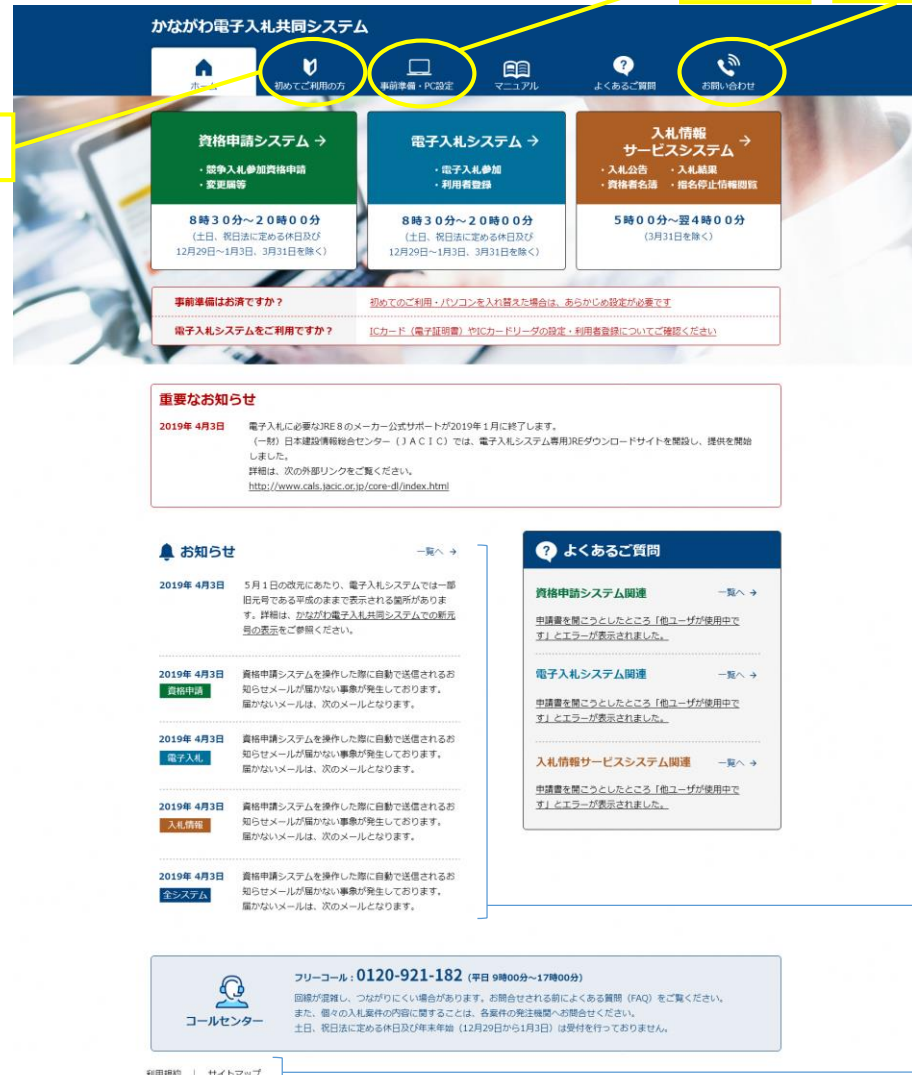 かながわ電子入札共同システム
ホーム
初めてご利用の方
事前準備・PC設定
マニュアル
よくあるご質問
お問い合わせ
資格申請システム →
・競争入札参加資格申請
・変更届等
8時30分～20時00分
(土日、祝日法に定める休日及び
12月29日～1月3日、3月31日を除く)
電子入札システム →
・電子入札参加
・利用者登録
8時30分～20時00分
(土日、祝日法に定める休日及び
12月29日～1月3日、3月31日を除く)
入札情報
サービスシステム →
・入札公告 ・入札結果
・資格者名簿 ・指名停止情報閲覧
5時00分～翌4時00分
(3月31日を除く)
事前準備はお済ですか？ 初めてのご利用・パソコンを入れ替えた場合は、あらかじめ設定が必要です
電子入札システムをご利用ですか？ ICカード（電子証明書）やICカードリーダの設定・利用者登録についてご確認ください
重要なお知らせ
2019年 4月3日 電子入札に必要なJRE８のメーカー公式サポートが2019年１月に終了します。
（一財）日本建設情報総合センター（ＪＡＣＩＣ）では、電子入札システム専用JREダウンロードサイトを開設し、提供を開始
しました。
詳細は、次の外部リンクをご覧ください。
http://www.cals.jacic.or.jp/core-dl/index.html
お知らせ 一覧へ →
2019年 4月3日 ５月１日の改元にあたり、電子入札システムでは一部
旧元号である平成のままで表示される箇所がありま
す。詳細は、かながわ電子入札共同システムでの新元
号の表示をご参照ください。
2019年 4月3日 資格申請システムを操作した際に自動で送信されるお
資格申請 知らせメールが届かない事象が発生しております。
届かないメールは、次のメールとなります。
2019年 4月3日 資格申請システムを操作した際に自動で送信されるお
電子入札 知らせメールが届かない事象が発生しております。
届かないメールは、次のメールとなります。
2019年 4月3日 資格申請システムを操作した際に自動で送信されるお
入札情報 知らせメールが届かない事象が発生しております。
届かないメールは、次のメールとなります。
2019年 4月3日 資格申請システムを操作した際に自動で送信されるお
全システム 知らせメールが届かない事象が発生しております。
届かないメールは、次のメールとなります。
よくあるご質問
資格申請システム関連 一覧へ →
申請書を開こうとしたところ「他ユーザが使用中で
す」とエラーが表示されました。
電子入札システム関連 一覧へ →
申請書を開こうとしたところ「他ユーザが使用中で
す」とエラーが表示されました。
入札情報サービスシステム関連 一覧へ →
申請書を開こうとしたところ「他ユーザが使用中で
す」とエラーが表示されました。
コールセンター
フリーコール：0120-921-182（平日 9時00分～17時00分）
回線が混雑し、つながりにくい場合があります。お問合せされる前によくある質問（FAQ）をご覧ください。
また、個々の入札案件の内容に関することは、各案件の発注機関へお問合せください。
土日、祝日法に定める休日及び年末年始（12月29日から1月3日）は受付を行っておりません。
利用規約 | サイトマップ